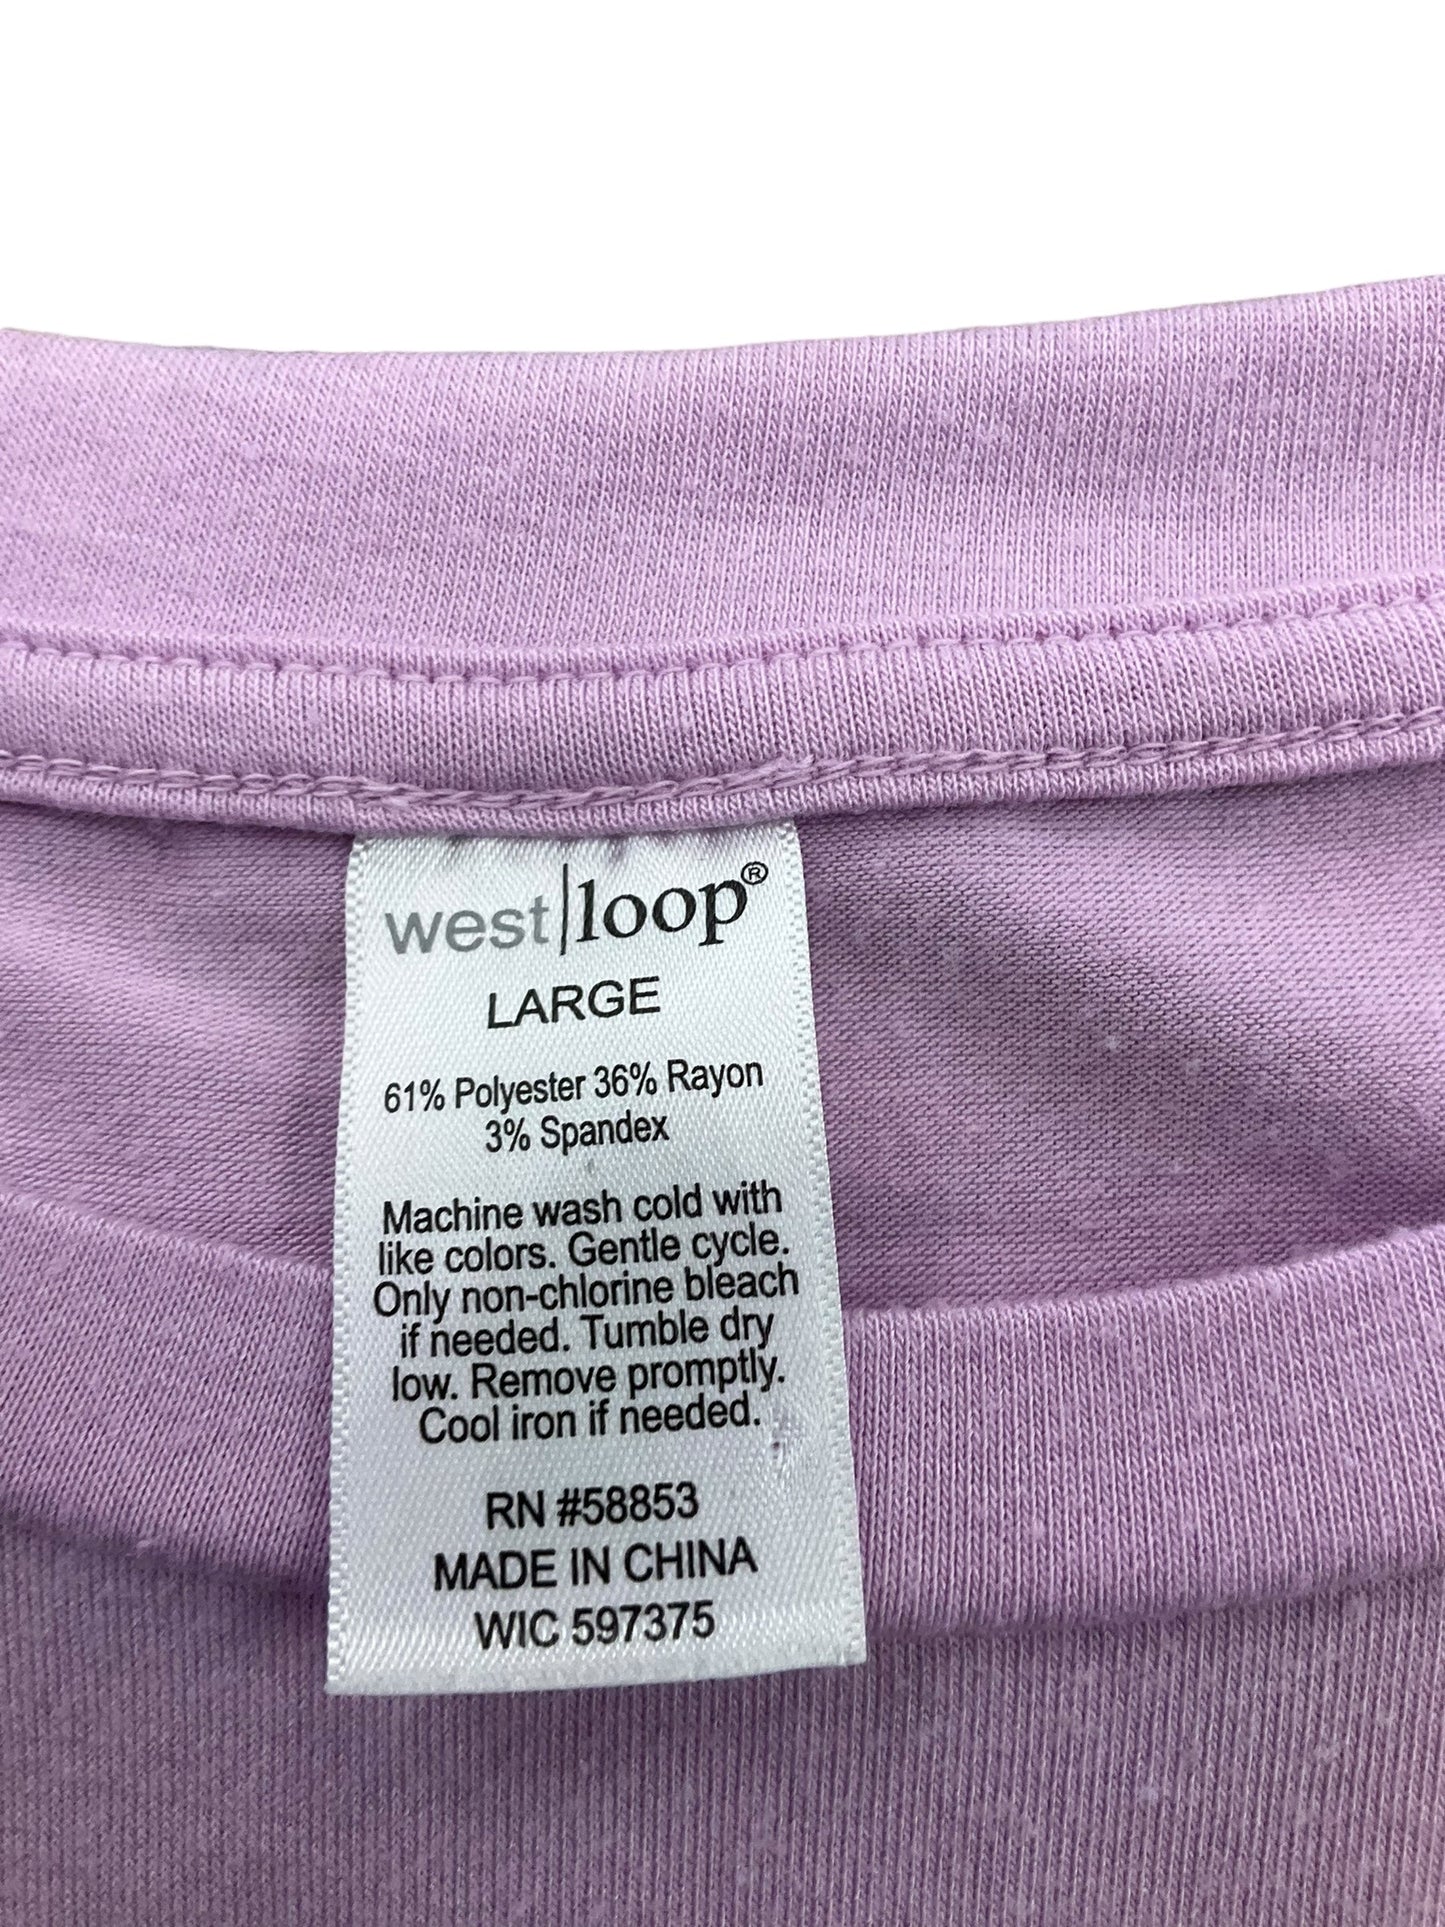 west|loop®
LARGE
61% Polyester 36% Rayon
3% Spandex
Machine wash cold with
like colors. Gentle cycle.
Only non-chlorine bleach
if needed. Tumble dry
low. Remove promptly.
Cool iron if needed.
RN #58853
MADE IN CHINA
WIC 597375